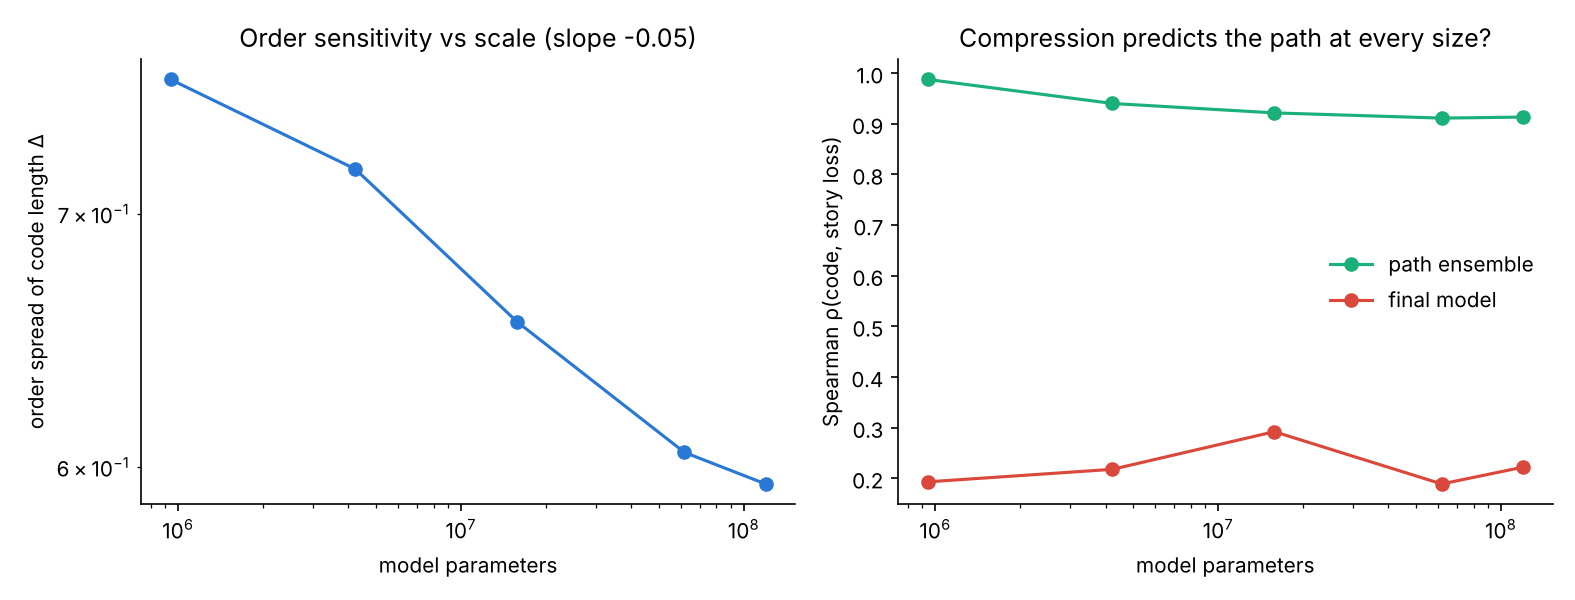 Order sensitivity vs scale (slope -0.05)
order spread of code length Δ
7 × 10⁻¹
6 × 10⁻¹
10⁶
10⁷
10⁸
model parameters
Compression predicts the path at every size?
Spearman ρ(code, story loss)
1.0
0.9
0.8
0.7
0.6
0.5
0.4
0.3
0.2
path ensemble
final model
10⁶
10⁷
10⁸
model parameters